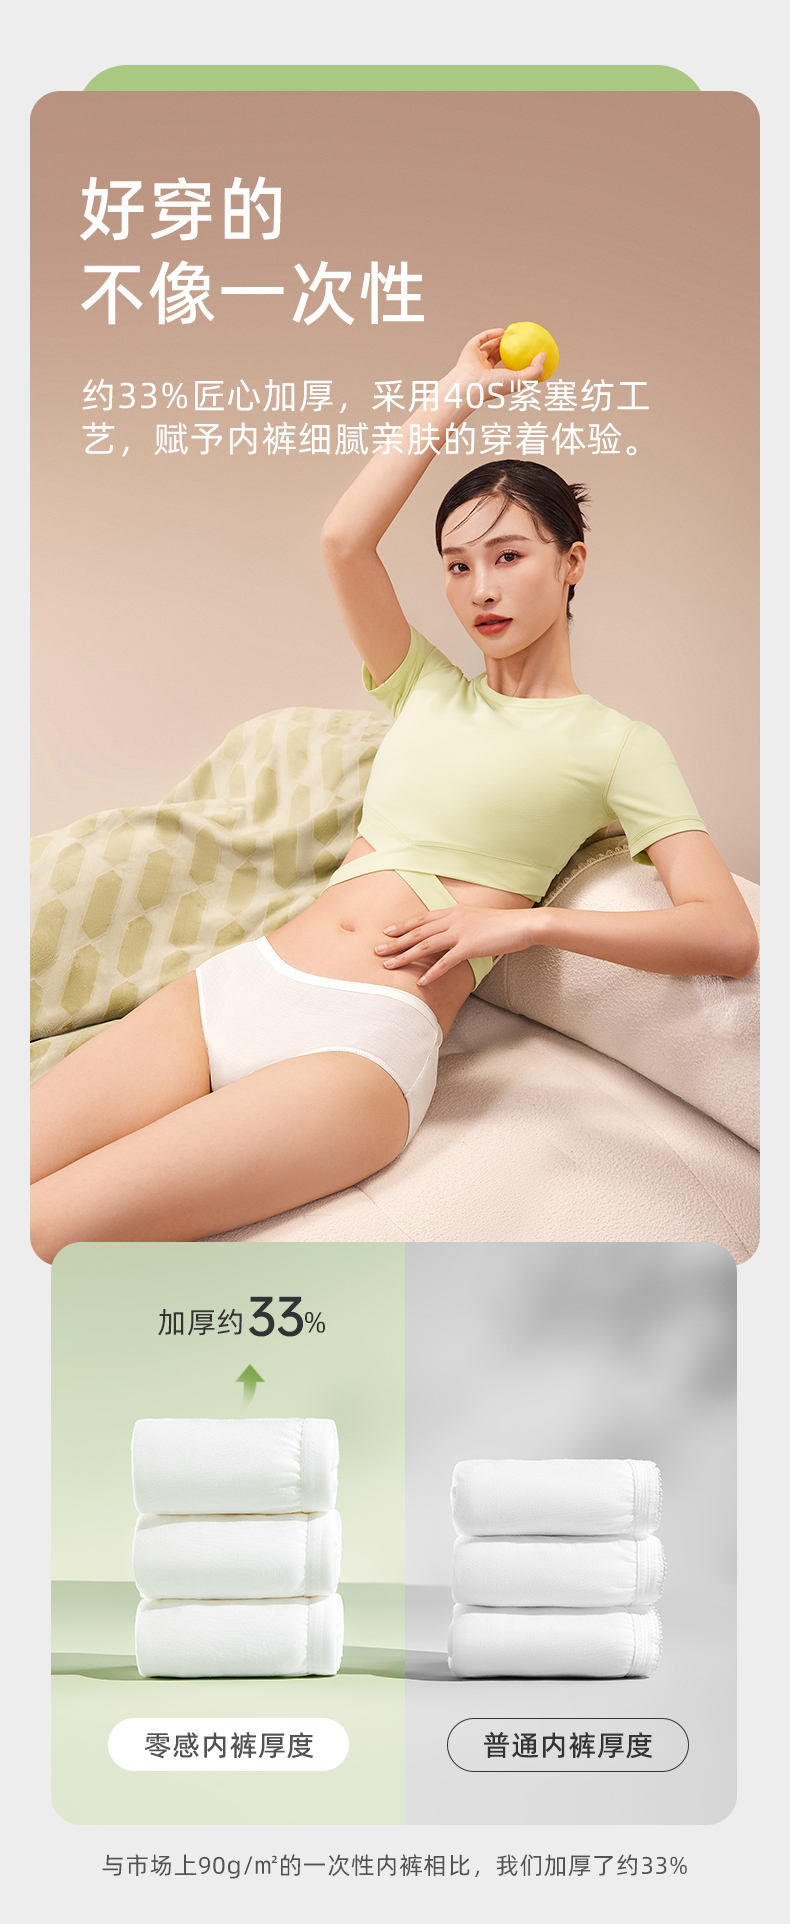 好穿的
不像一次性
约33%匠心加厚，采用40S紧塞纺工
艺，赋予内裤细腻亲肤的穿着体验。
加厚约33%
零感内裤厚度
普通内裤厚度
与市场上90g/㎡的一次性内裤相比，我们加厚了约33%